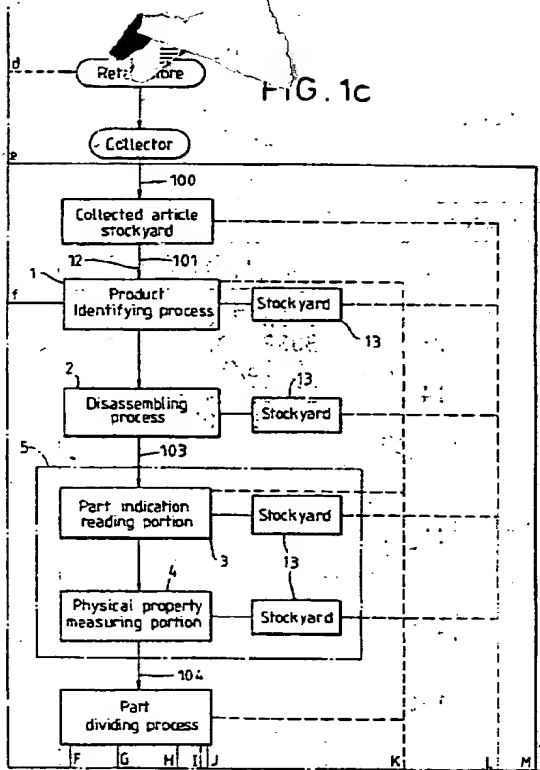 d
FIG. 1c
Collector
e
100
Collected article
stockyard
12
101
1
Product
Identifying process
Stockyard
f
13
2
13
Disassembling
process
Stockyard
5
103
Part indication
reading portion
Stockyard
3
13
4
Physical property
measuring portion
Stockyard
104
Part
dividing process
F G H I J K L M